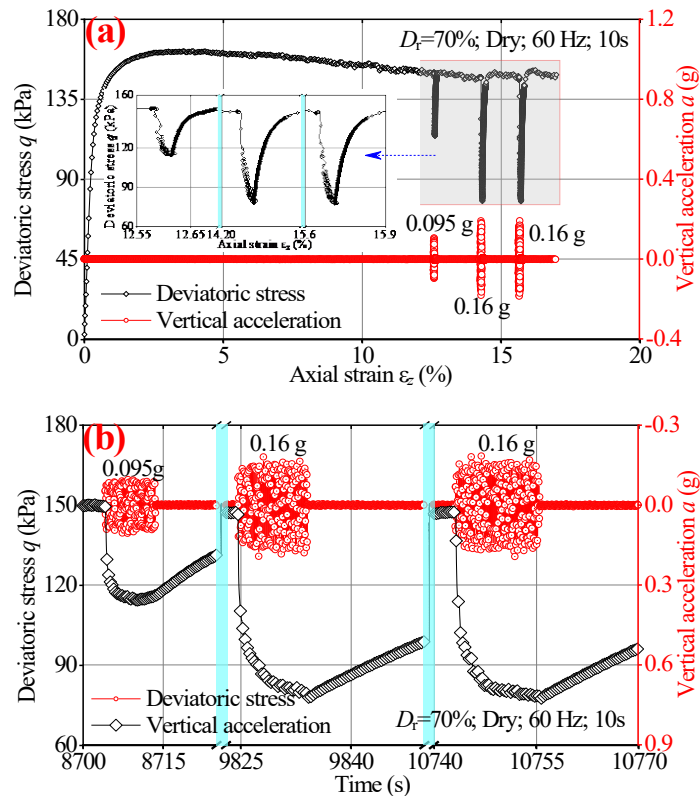 (a)
D_r=70%; Dry; 60 Hz; 10s
180
150
120
90
60
135
90
45
0
Deviatoric stress q (kPa)
Deviatoric stress q (kPa)
12.55 12.65 14.20 15.6 15.9
Axial strain ε_z (%)
0.095 g
0.16 g
0.16 g
Deviatoric stress
Vertical acceleration
1.2
0.8
0.4
0.0
-0.4
Vertical acceleration a (g)
0 5 10 15 20
Axial strain ε_z (%)
(b)
0.095g
0.16 g
0.16 g
180
150
120
90
60
Deviatoric stress q (kPa)
-0.3
0.0
0.3
0.6
0.9
Vertical acceleration a (g)
Deviatoric stress
Vertical acceleration
D_r=70%; Dry; 60 Hz; 10s
8700 8715 9825 9840 10740 10755 10770
Time (s)